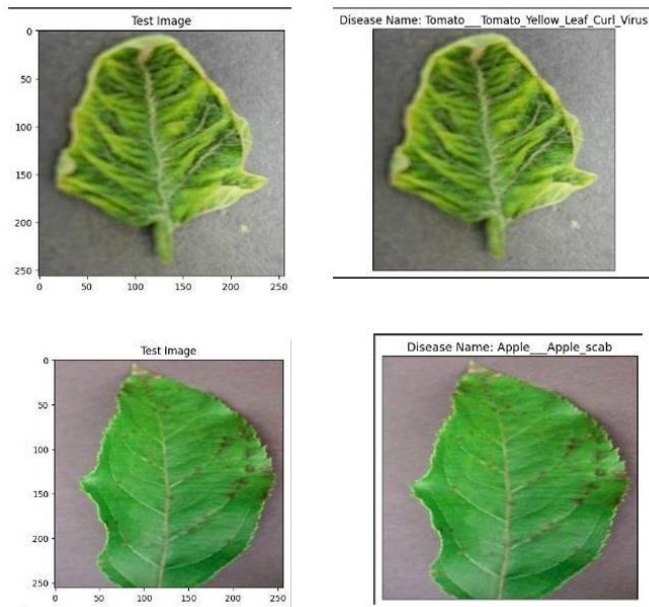 Test Image
0
50
100
150
200
250
0 50 100 150 200 250
Disease Name: Tomato___Tomato_Yellow_Leaf_Curl_Virus
Test Image
0
50
100
150
200
250
0 50 100 150 200 250
Disease Name: Apple___Apple_scab